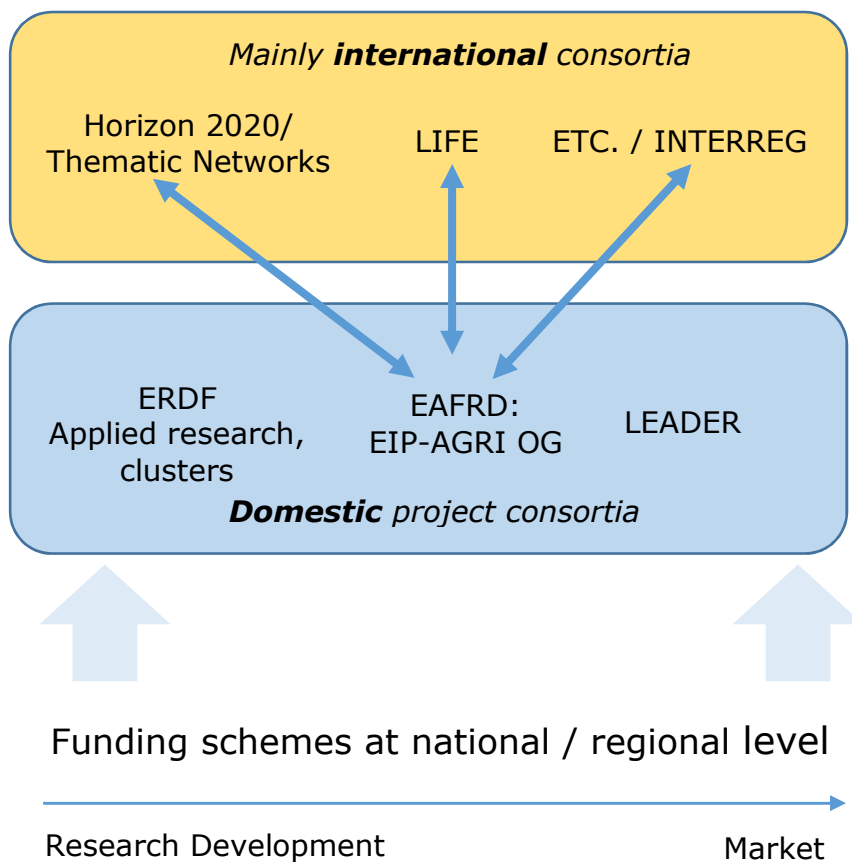 Mainly international consortia
Horizon 2020/
Thematic Networks
LIFE
ETC. / INTERREG
ERDF
Applied research,
clusters
EAFRD:
EIP-AGRI OG
LEADER
Domestic project consortia
Funding schemes at national / regional level
Research Development
Market